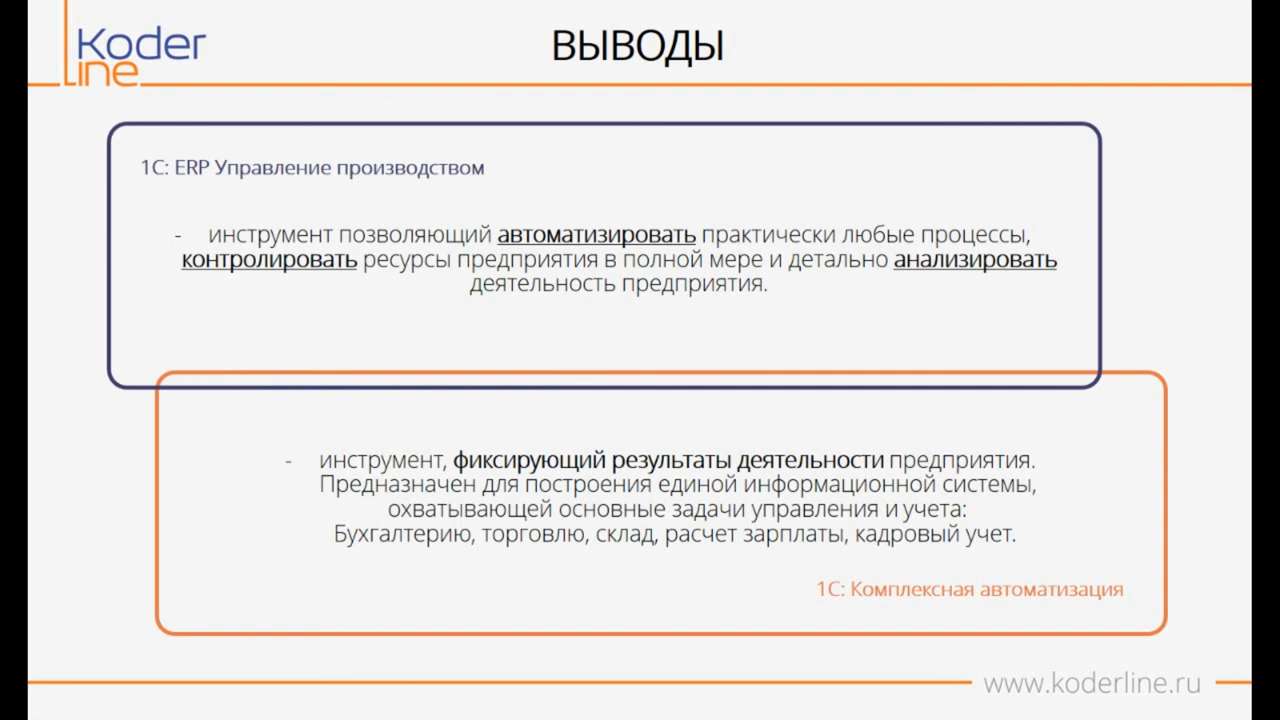 Koder
Line
ВЫВОДЫ
1С: ERP Управление производством
- инструмент позволяющий автоматизировать практически любые процессы,
контролировать ресурсы предприятия в полной мере и детально анализировать
деятельность предприятия.
- инструмент, фиксирующий результаты деятельности предприятия.
Предназначен для построения единой информационной системы,
охватывающей основные задачи управления и учета:
Бухгалтерию, торговлю, склад, расчет зарплаты, кадровый учет.
1С: Комплексная автоматизация
www.koderline.ru